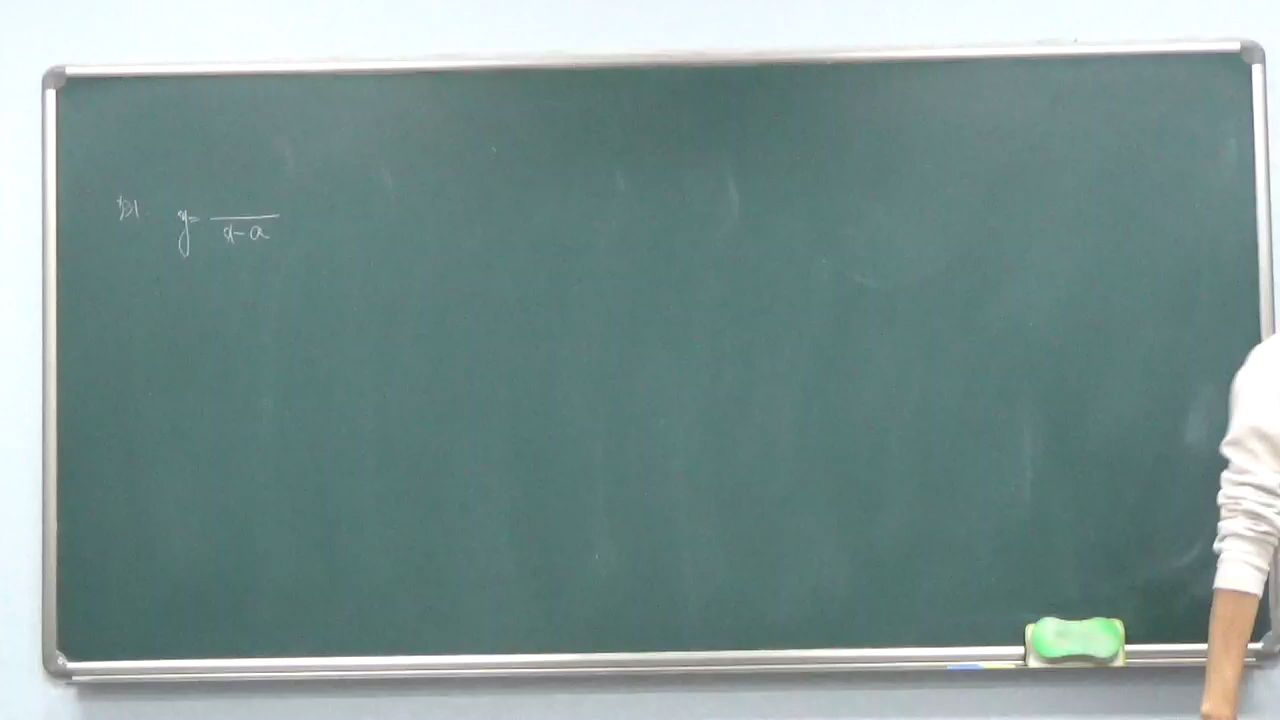 例1 y= —— x-a